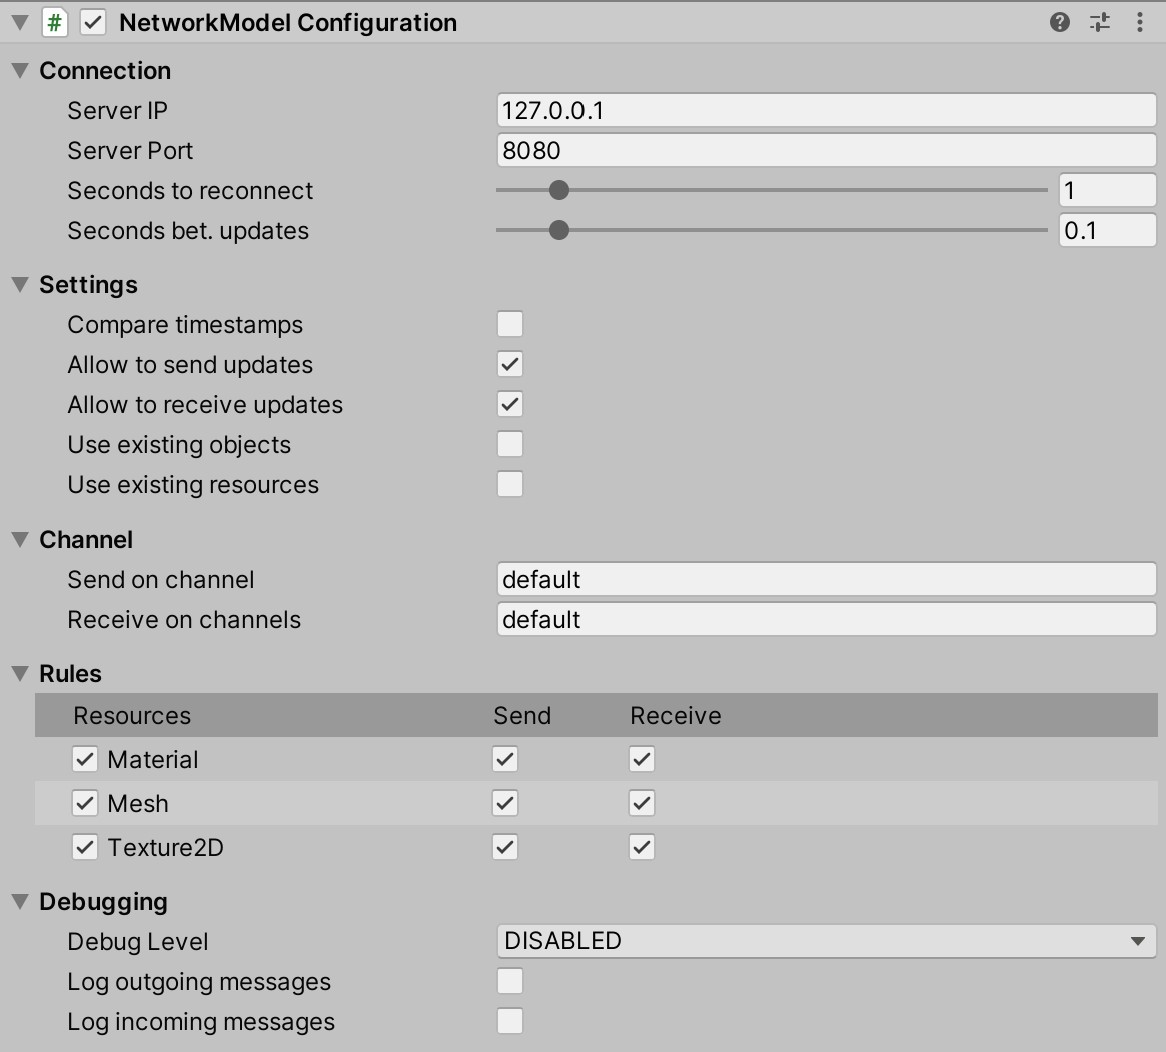 # NetworkModel Configuration
Connection
Server IP 127.0.0.1
Server Port 8080
Seconds to reconnect 1
Seconds bet. updates 0.1
Settings
Compare timestamps
Allow to send updates
Allow to receive updates
Use existing objects
Use existing resources
Channel
Send on channel default
Receive on channels default
Rules
Resources Send Receive
Material
Mesh
Texture2D
Debugging
Debug Level DISABLED
Log outgoing messages
Log incoming messages